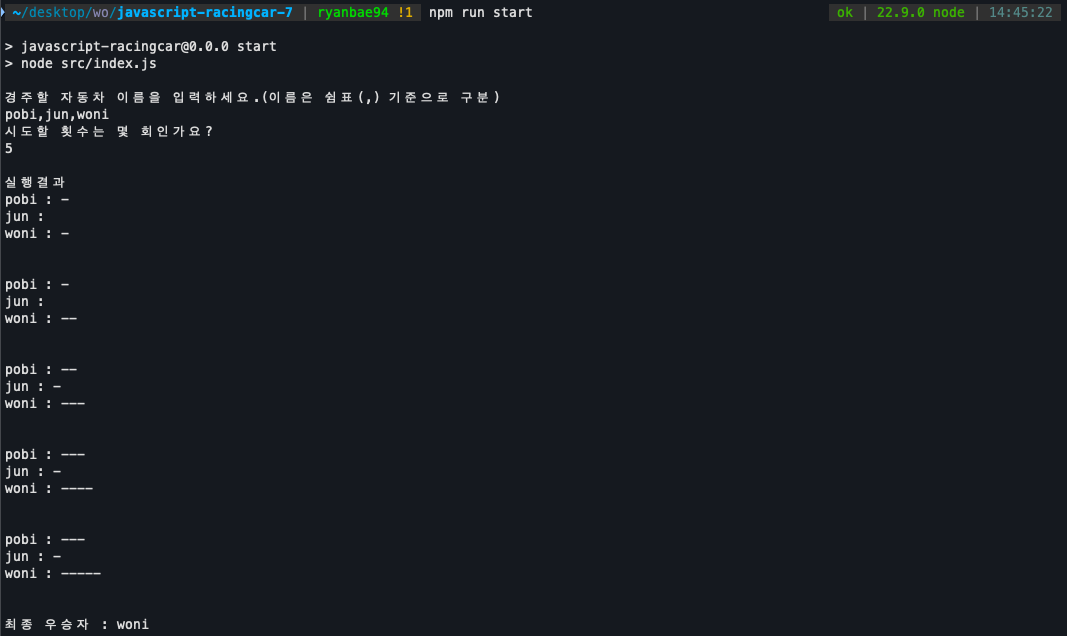 ~/desktop/wo/javascript-racingcar-7 | ryanbae94 !1 npm run start ok | 22.9.0 node | 14:45:22
> javascript-racingcar@0.0.0 start
> node src/index.js
경주할 자동차 이름을 입력하세요.(이름은 쉼표(,) 기준으로 구분)
pobi,jun,woni
시도할 횟수는 몇 회인가요?
5
실행결과
pobi : -
jun :
woni : -
pobi : -
jun :
woni : --
pobi : --
jun : -
woni : ---
pobi : ---
jun : -
woni : ----
pobi : ---
jun : -
woni : -----
최종 우승자 : woni